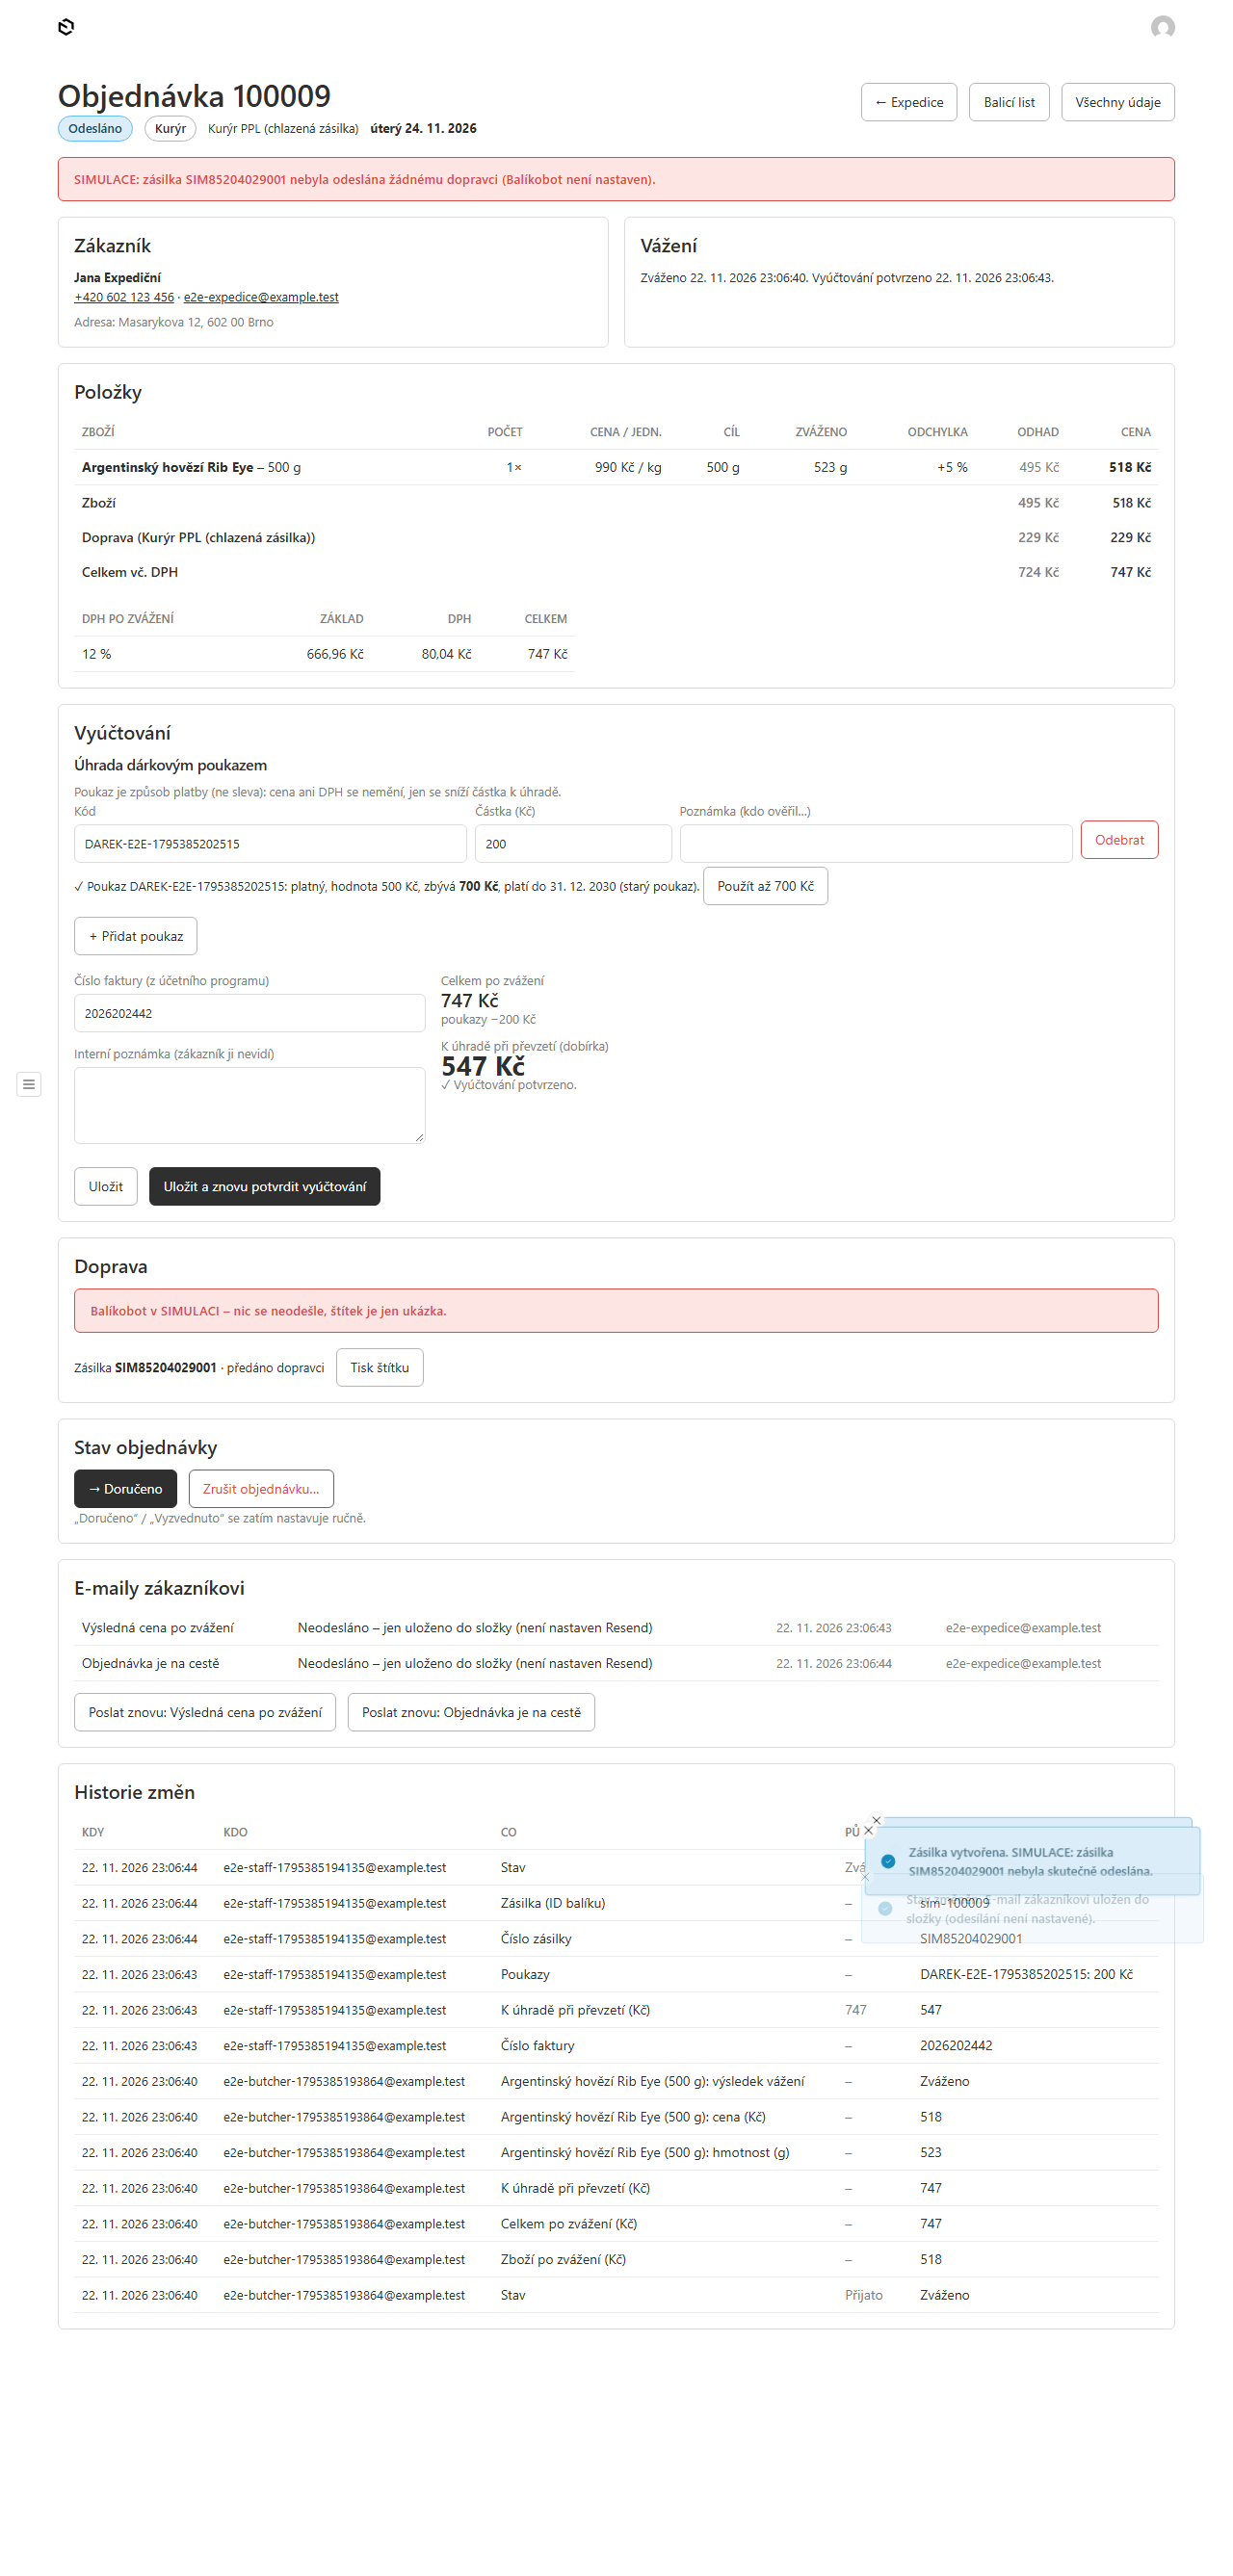 Objednávka 100009
← Expedice
Balicí list
Všechny údaje
Odesláno
Kurýr
Kurýr PPL (chlazená zásilka)
úterý 24. 11. 2026
SIMULACE: zásilka SIM85204029001 nebyla odeslána žádnému dopravci (Balíkobot není nastaven).
Zákazník
Jana Expediční
+420 602 123 456 · e2e-expedice@example.test
Adresa: Masarykova 12, 602 00 Brno
Vážení
Zváženo 22. 11. 2026 23:06:40. Vyúčtování potvrzeno 22. 11. 2026 23:06:43.
Položky
ZBOŽÍ POČET CENA / JEDN. CÍL ZVÁŽENO ODCHYLKA ODHAD CENA
Argentinský hovězí Rib Eye – 500 g 1× 990 Kč / kg 500 g 523 g +5 % 495 Kč 518 Kč
Zboží 495 Kč 518 Kč
Doprava (Kurýr PPL (chlazená zásilka)) 229 Kč 229 Kč
Celkem vč. DPH 724 Kč 747 Kč
DPH PO ZVÁŽENÍ ZÁKLAD DPH CELKEM
12 % 666,96 Kč 80,04 Kč 747 Kč
Vyúčtování
Úhrada dárkovým poukazem
Poukaz je způsob platby (ne sleva): cena ani DPH se nemění, jen se sníží částka k úhradě.
Kód Částka (Kč) Poznámka (kdo ověřil…)
DAREK-E2E-1795385202515 200 Odebrat
✓ Poukaz DAREK-E2E-1795385202515: platný, hodnota 500 Kč, zbývá 700 Kč, platí do 31. 12. 2030 (starý poukaz). Použít až 700 Kč
+ Přidat poukaz
Číslo faktury (z účetního programu)
2026202442
Interní poznámka (zákazník ji nevidí)
Celkem po zvážení
747 Kč
poukazy −200 Kč
K úhradě při převzetí (dobírka)
547 Kč
✓ Vyúčtování potvrzeno.
Uložit
Uložit a znovu potvrdit vyúčtování
Doprava
Balíkobot v SIMULACI – nic se neodešle, štítek je jen ukázka.
Zásilka SIM85204029001 · předáno dopravci Tisk štítku
Stav objednávky
→ Doručeno
Zrušit objednávku…
„Doručeno“ / „Vyzvednuto“ se zatím nastavuje ručně.
E-maily zákazníkovi
Výsledná cena po zvážení Neodesláno – jen uloženo do složky (není nastaven Resend) 22. 11. 2026 23:06:43 e2e-expedice@example.test
Objednávka je na cestě Neodesláno – jen uloženo do složky (není nastaven Resend) 22. 11. 2026 23:06:44 e2e-expedice@example.test
Poslat znovu: Výsledná cena po zvážení
Poslat znovu: Objednávka je na cestě
Historie změn
KDY KDO CO PŮ
22. 11. 2026 23:06:44 e2e-staff-1795385194135@example.test Stav Zvá
22. 11. 2026 23:06:44 e2e-staff-1795385194135@example.test Zásilka (ID balíku) – sim-100009
22. 11. 2026 23:06:44 e2e-staff-1795385194135@example.test Číslo zásilky – SIM85204029001
22. 11. 2026 23:06:43 e2e-staff-1795385194135@example.test Poukazy – DAREK-E2E-1795385202515: 200 Kč
22. 11. 2026 23:06:43 e2e-staff-1795385194135@example.test K úhradě při převzetí (Kč) 747 547
22. 11. 2026 23:06:43 e2e-staff-1795385194135@example.test Číslo faktury – 2026202442
22. 11. 2026 23:06:40 e2e-butcher-1795385193864@example.test Argentinský hovězí Rib Eye (500 g): výsledek vážení – Zváženo
22. 11. 2026 23:06:40 e2e-butcher-1795385193864@example.test Argentinský hovězí Rib Eye (500 g): cena (Kč) – 518
22. 11. 2026 23:06:40 e2e-butcher-1795385193864@example.test Argentinský hovězí Rib Eye (500 g): hmotnost (g) – 523
22. 11. 2026 23:06:40 e2e-butcher-1795385193864@example.test K úhradě při převzetí (Kč) – 747
22. 11. 2026 23:06:40 e2e-butcher-1795385193864@example.test Celkem po zvážení (Kč) – 747
22. 11. 2026 23:06:40 e2e-butcher-1795385193864@example.test Zboží po zvážení (Kč) – 518
22. 11. 2026 23:06:40 e2e-butcher-1795385193864@example.test Stav Přijato Zváženo
Zásilka vytvořena. SIMULACE: zásilka
SIM85204029001 nebyla skutečně odeslána.
Stav změněn. E-mail zákazníkovi uložen do
složky (odesílání není nastavené).